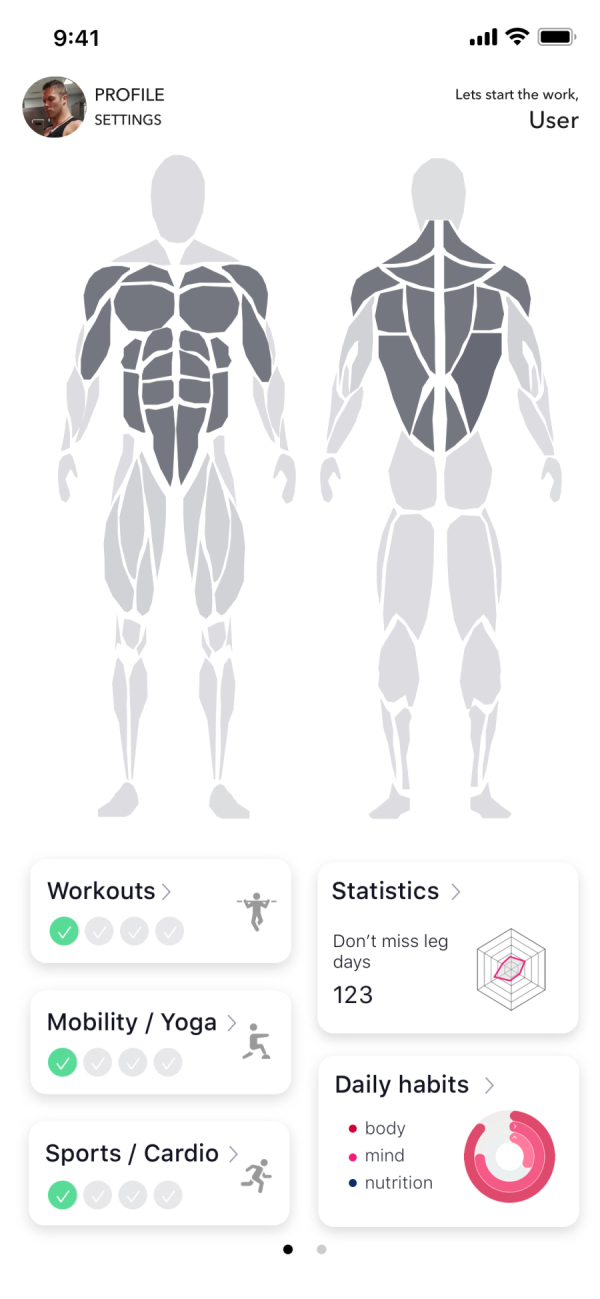 9:41
PROFILE
SETTINGS
Lets start the work,
User
Workouts
Statistics
Don't miss leg
days
123
Mobility / Yoga
Daily habits
body
mind
nutrition
Sports / Cardio